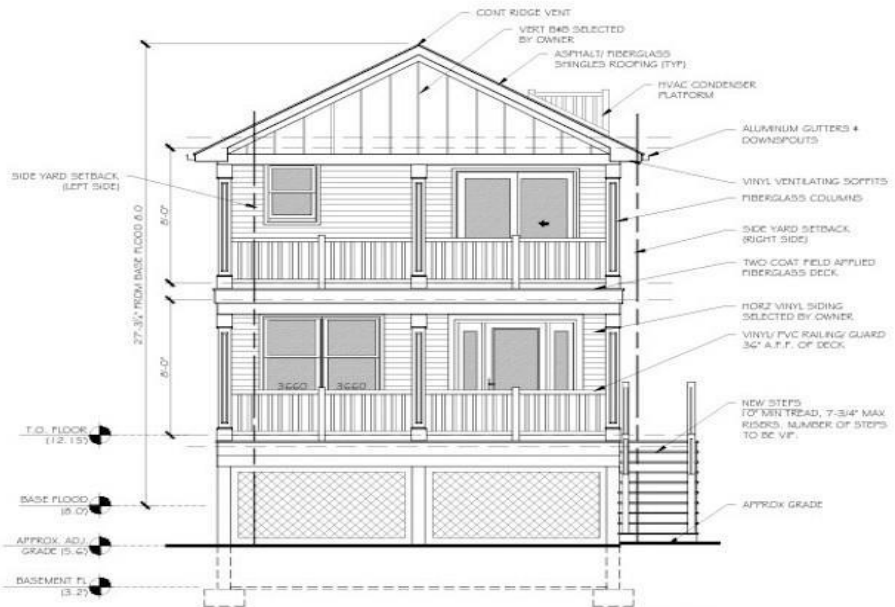 CONT RIDGE VENT
VERT B&B SELECTED
BY OWNER
ASPHALT/ FIBERGLASS
SHINGLES ROOFING (TYP)
HVAC CONDENSER
PLATFORM
ALUMINUM GUTTERS &
DOWNSPOUTS
SIDE YARD SETBACK
(LEFT SIDE)
VINYL VENTILATING SOFFITS
FIBERGLASS COLUMNS
SIDE YARD SETBACK
(RIGHT SIDE)
TWO COAT FIELD APPLIED
FIBERGLASS DECK
HORZ VINYL SIDING
SELECTED BY OWNER
VINYL/ PVC RAILING/ GUARD
36" A.F.F. OF DECK
NEW STEPS
10" MIN TREAD, 7-3/4" MAX
RISERS. NUMBER OF STEPS
TO BE VIF.
APPROX GRADE
8'-0"
8'-0"
FROM BASE FLOOD 8.0
3660 3660
T.O. FLOOR
(12.15)
BASE FLOOD
(8.0)
APPROX. ADJ.
GRADE (5.6)
BASEMENT FL
(3.2)